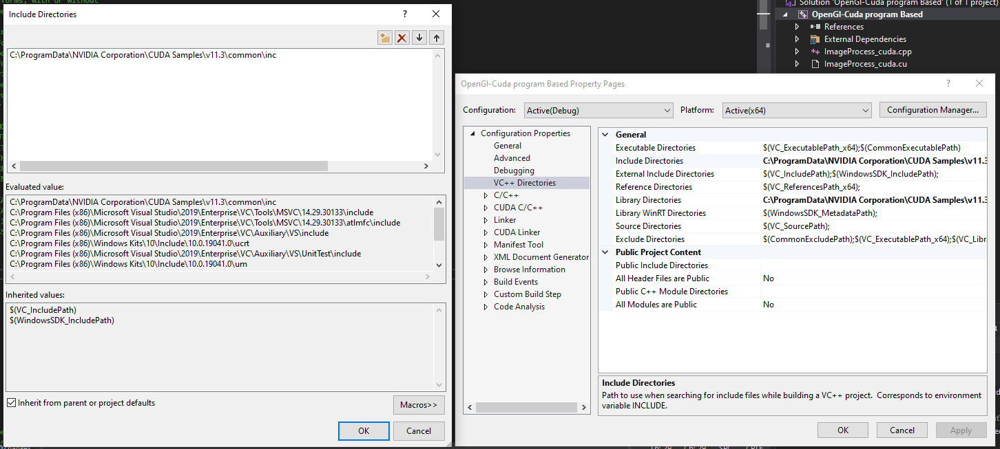 forms, with or without
Include Directories
?
C:\ProgramData\NVIDIA Corporation\CUDA Samples\v11.3\common\inc
Evaluated value:
C:\ProgramData\NVIDIA Corporation\CUDA Samples\v11.3\common\inc
C:\Program Files (x86)\Microsoft Visual Studio\2019\Enterprise\VC\Tools\MSVC\14.29.30133\include
C:\Program Files (x86)\Microsoft Visual Studio\2019\Enterprise\VC\Tools\MSVC\14.29.30133\atlmfc\include
C:\Program Files (x86)\Microsoft Visual Studio\2019\Enterprise\VC\Auxiliary\VS\include
C:\Program Files (x86)\Windows Kits\10\Include\10.0.19041.0\ucrt
C:\Program Files (x86)\Microsoft Visual Studio\2019\Enterprise\VC\Auxiliary\VS\UnitTest\include
C:\Program Files (x86)\Windows Kits\10\Include\10.0.19041.0\um
Inherited values:
$(VC_IncludePath)
$(WindowsSDK_IncludePath)
Inherit from parent or project defaults
Macros>>
OK
Cancel
Solution 'OpenGl-Cuda program Based' (1 of 1 project)
OpenGl-Cuda program Based
References
External Dependencies
ImageProcess_cuda.cpp
ImageProcess_cuda.cu
OpenGl-Cuda program Based Property Pages
?
Configuration:
Active(Debug)
Platform:
Active(x64)
Configuration Manager...
Configuration Properties
General
Advanced
Debugging
VC++ Directories
C/C++
CUDA C/C++
Linker
CUDA Linker
Manifest Tool
XML Document Generator
Browse Information
Build Events
Custom Build Step
Code Analysis
General
Executable Directories $(VC_ExecutablePath_x64);$(CommonExecutablePath)
Include Directories C:\ProgramData\NVIDIA Corporation\CUDA Samples\v11.3
External Include Directories $(VC_IncludePath);$(WindowsSDK_IncludePath);
Reference Directories $(VC_ReferencesPath_x64);
Library Directories C:\ProgramData\NVIDIA Corporation\CUDA Samples\v11.3
Library WinRT Directories $(WindowsSDK_MetadataPath);
Source Directories $(VC_SourcePath);
Exclude Directories $(CommonExcludePath);$(VC_ExecutablePath_x64);$(VC_Libr
Public Project Content
Public Include Directories
All Header Files are Public No
Public C++ Module Directories
All Modules are Public No
Include Directories
Path to use when searching for include files while building a VC++ project. Corresponds to environment
variable INCLUDE.
OK
Cancel
Apply